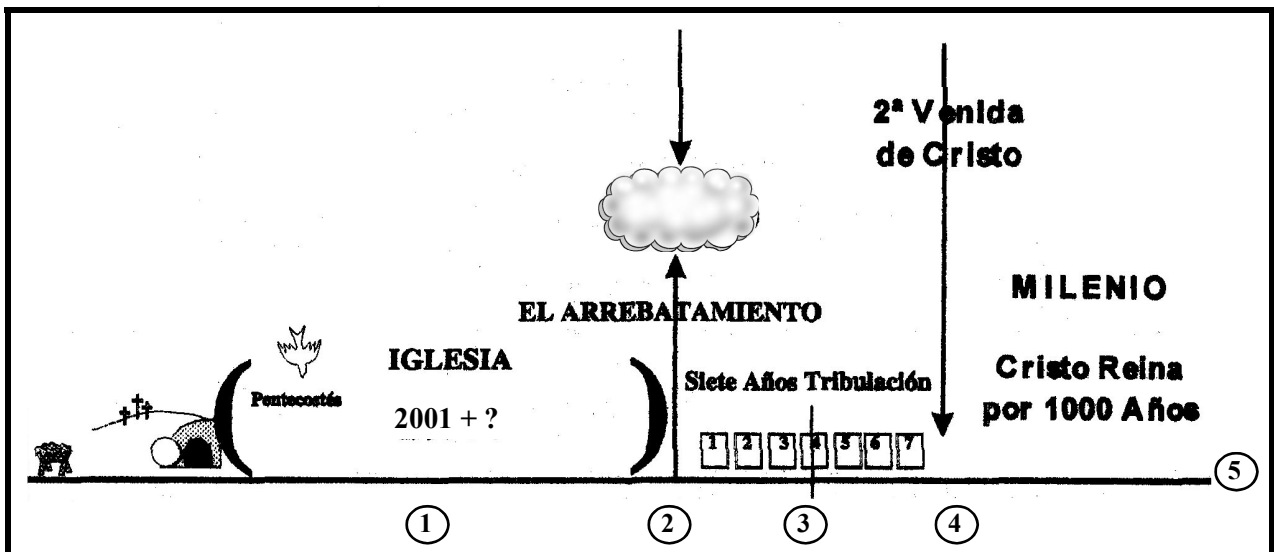 2ª Venida
de Cristo
EL ARREBATAMIENTO
MILENIO
IGLESIA
Pentecostés
2001 + ?
Siete Años Tribulación
Cristo Reina
por 1000 Años
1 2 3 4 5 6 7
5
1 2 3 4